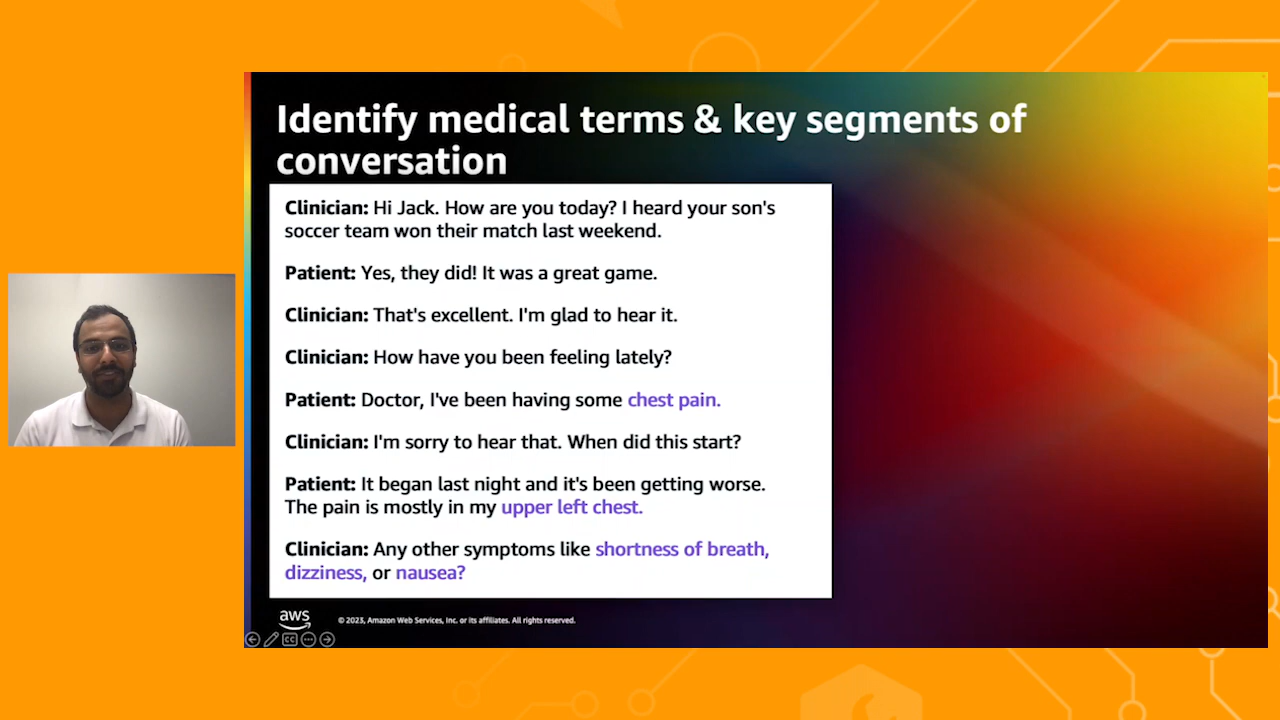 Identify medical terms & key segments of
conversation
Clinician: Hi Jack. How are you today? I heard your son's
soccer team won their match last weekend.
Patient: Yes, they did! It was a great game.
Clinician: That's excellent. I'm glad to hear it.
Clinician: How have you been feeling lately?
Patient: Doctor, I've been having some chest pain.
Clinician: I'm sorry to hear that. When did this start?
Patient: It began last night and it's been getting worse.
The pain is mostly in my upper left chest.
Clinician: Any other symptoms like shortness of breath,
dizziness, or nausea?
aws
© 2023, Amazon Web Services, Inc. or its affiliates. All rights reserved.
CC